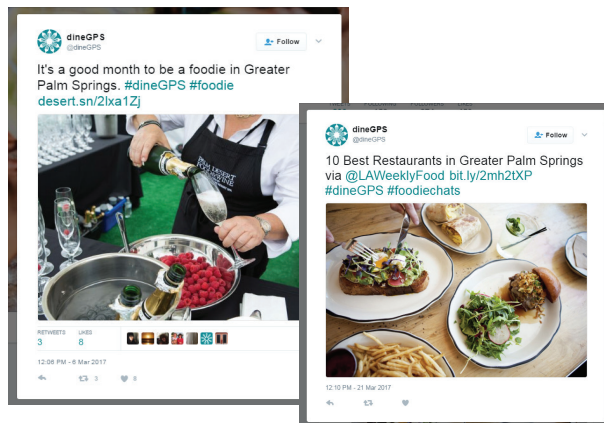 dineGPS
@dineGPS
Follow
It's a good month to be a foodie in Greater
Palm Springs. #dineGPS #foodie
desert.sn/2lxa1Zj
PALM DESERT
RETWEETS LIKES
3 8
12:06 PM - 6 Mar 2017
3 8
dineGPS
@dineGPS
Follow
10 Best Restaurants in Greater Palm Springs
via @LAWeeklyFood bit.ly/2mh2tXP
#dineGPS #foodiechats
12:10 PM - 21 Mar 2017